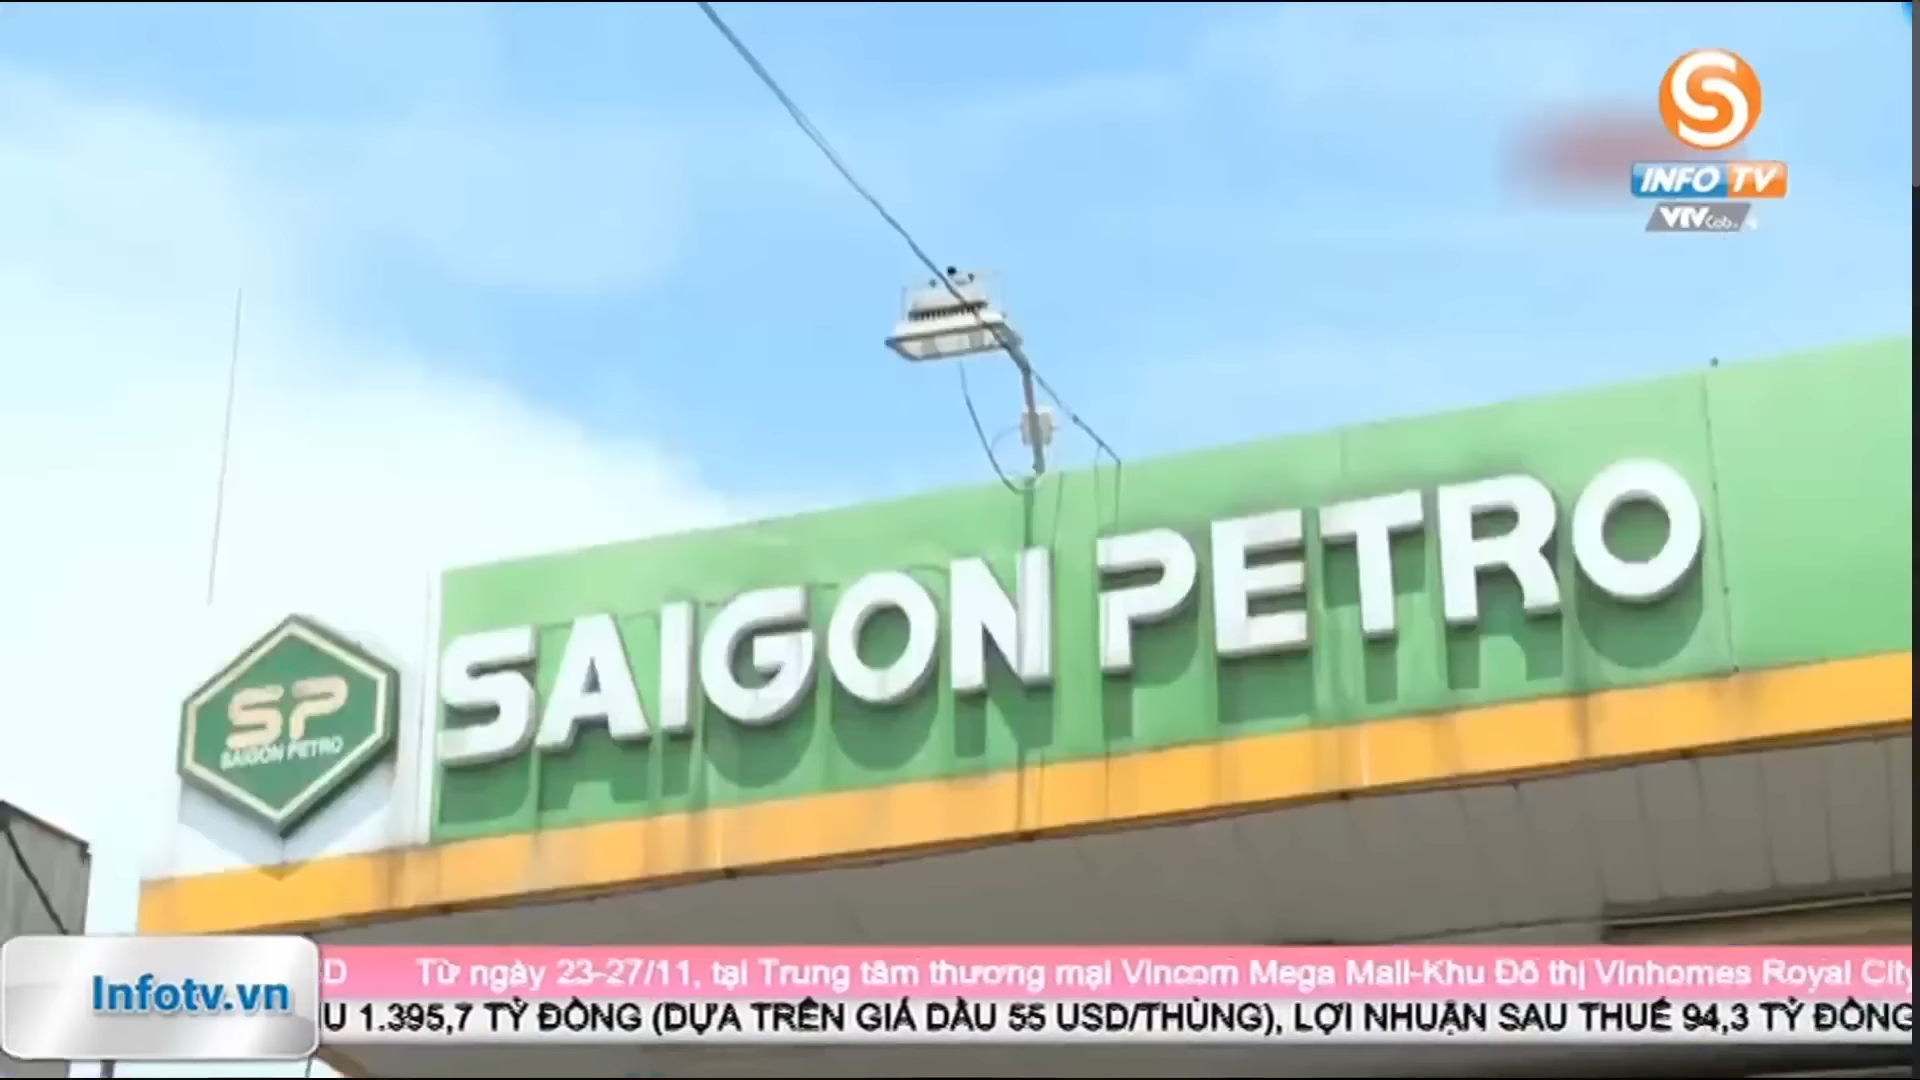 S
INFO TV
VTVCab
SAIGON PETRO
SP
SAIGON PETRO
D Từ ngày 23-27/11, tại Trung tâm thương mại Vincom Mega Mall-Khu Đô thị Vinhomes Royal City
Infotv.vn
U 1.395,7 TỶ ĐỒNG (DỰA TRÊN GIÁ DẦU 55 USD/THÙNG), LỢI NHUẬN SAU THUẾ 94,3 TỶ ĐỒNG